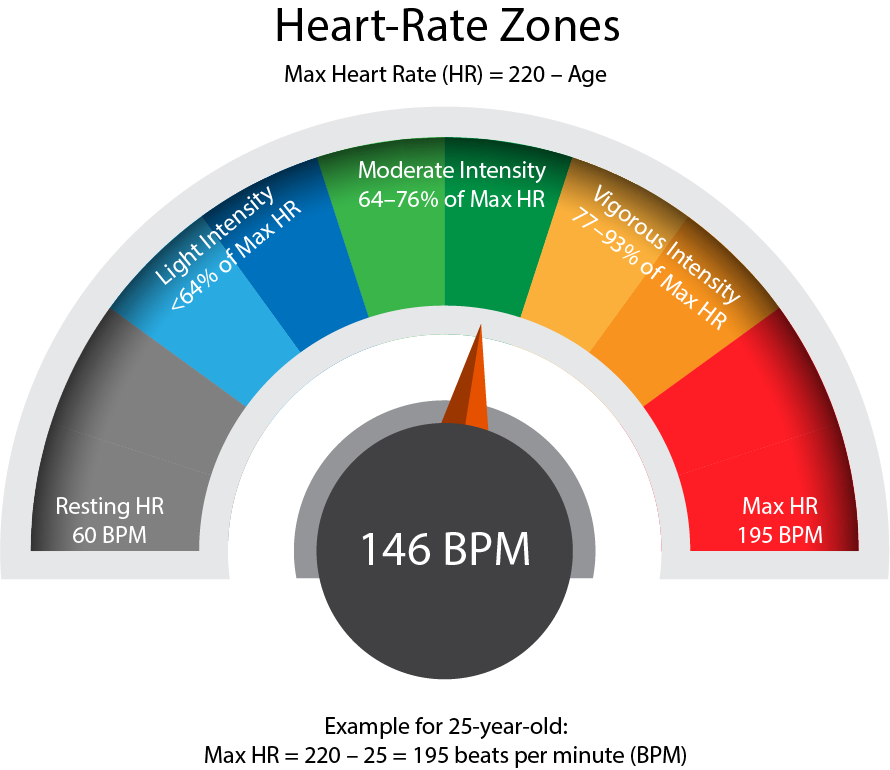 Heart-Rate Zones
Max Heart Rate (HR) = 220 – Age
Light Intensity
<64% of Max HR
Moderate Intensity
64–76% of Max HR
Vigorous Intensity
77–93% of Max HR
Resting HR
60 BPM
Max HR
195 BPM
146 BPM
Example for 25-year-old:
Max HR = 220 – 25 = 195 beats per minute (BPM)